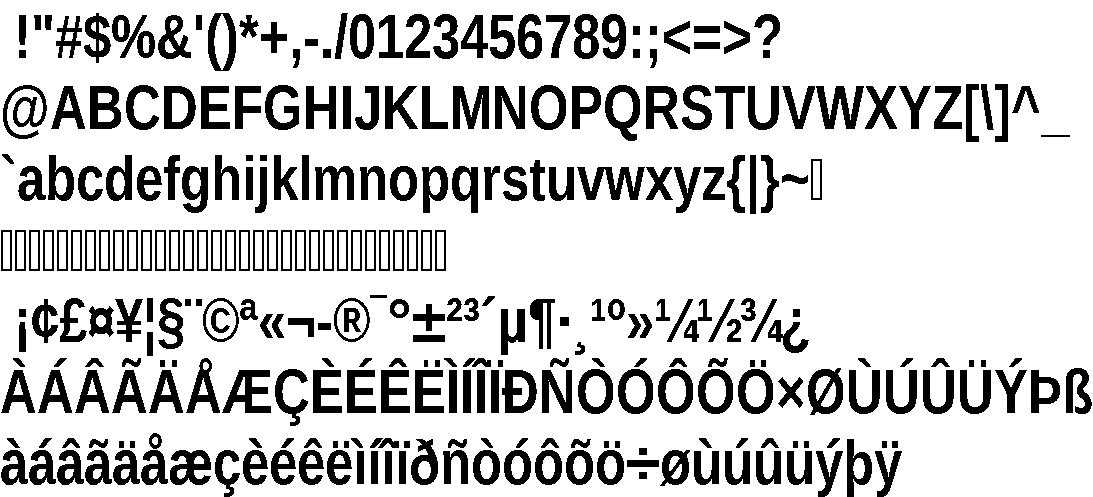 !"#$%&'()*+,-./0123456789:;<=>?
@ABCDEFGHIJKLMNOPQRSTUVWXYZ[\]^_
`abcdefghijklmnopqrstuvwxyz{|}~
¡¢£¤¥¦§¨©ª«¬-®¯°±²³´µ¶·¸¹º»¼½¾¿
ÀÁÂÃÄÅÆÇÈÉÊËÌÍÎÏÐÑÒÓÔÕÖ×ØÙÚÛÜÝÞß
àáâãäåæçèéêëìíîïðñòóôõö÷øùúûüýþÿ